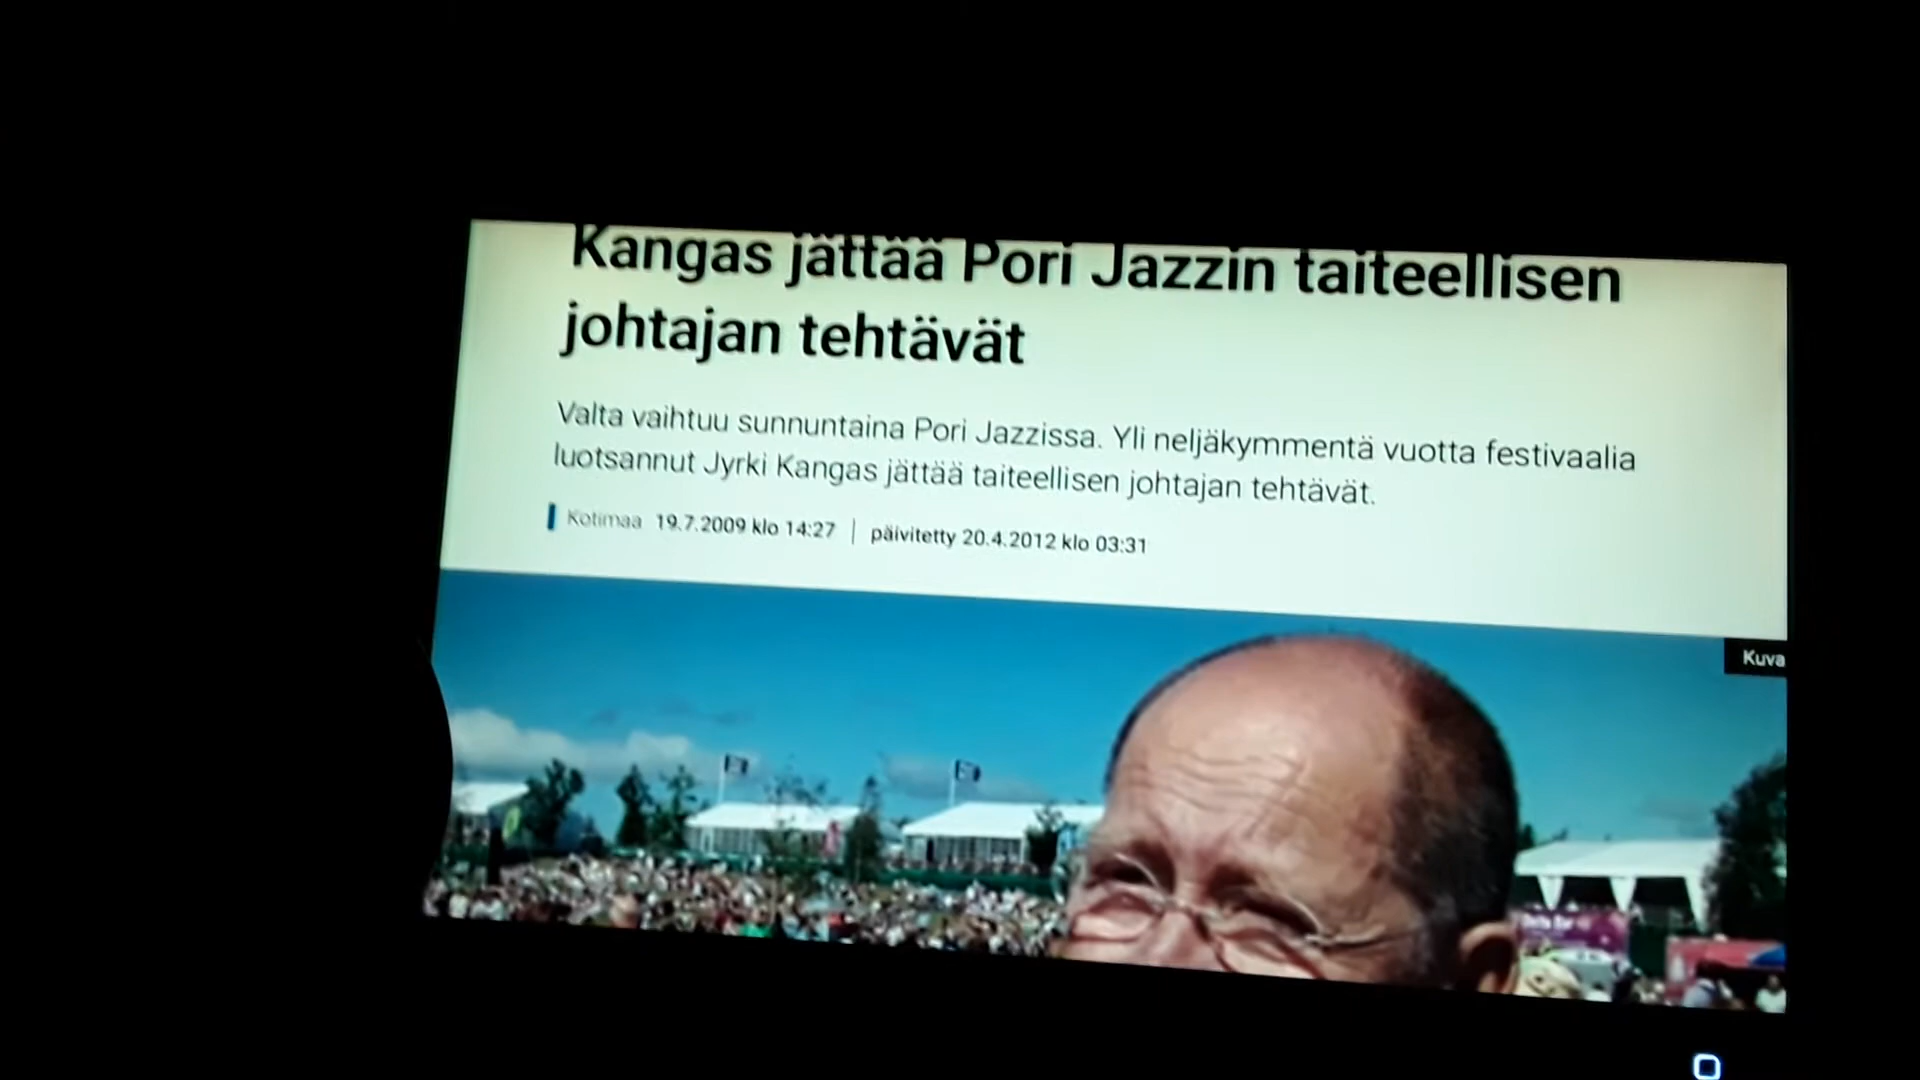 Kangas jättää Pori Jazzin taiteellisen
johtajan tehtävät
Valta vaihtuu sunnuntaina Pori Jazzissa. Yli neljäkymmentä vuotta festivaalia
luotsannut Jyrki Kangas jättää taiteellisen johtajan tehtävät.
Kotimaa 19.7.2009 klo 14:27 | päivitetty 20.4.2012 klo 03:31
Kuva